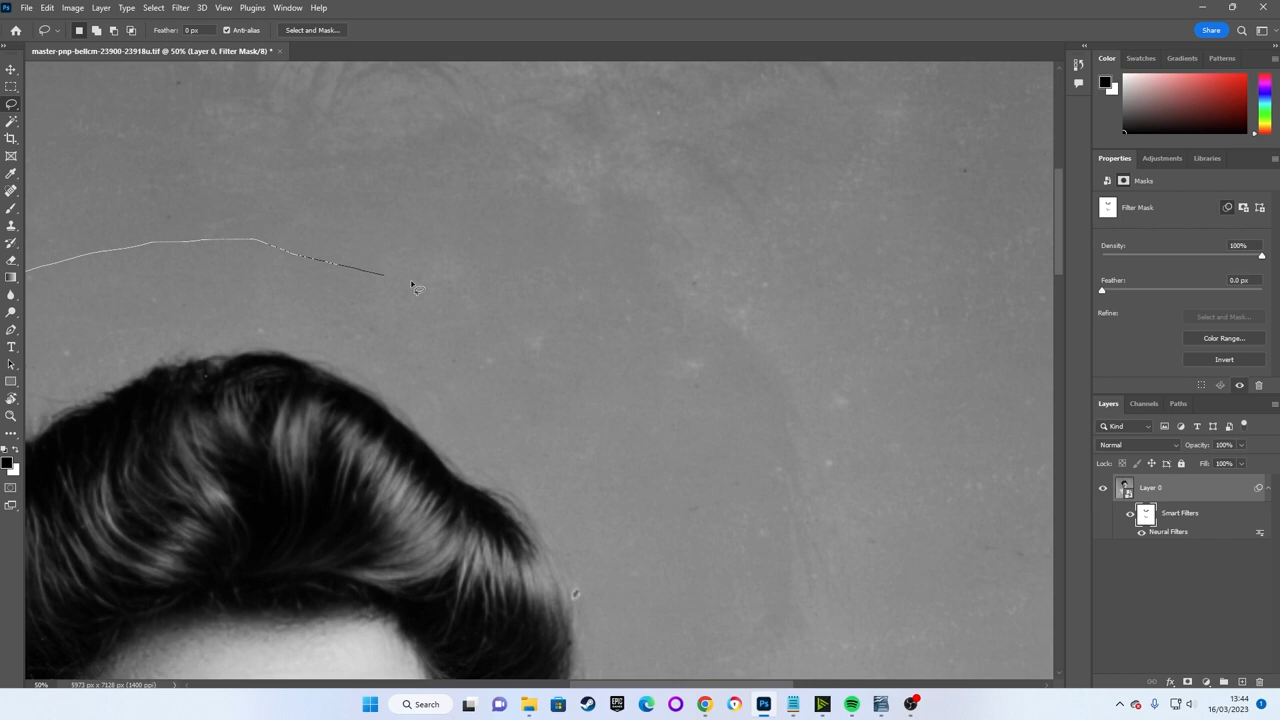 Ps File Edit Image Layer Type Select Filter 3D View Plugins Window Help
Feather: 0 px Anti-alias Select and Mask... Share
master-pnp-bellcm-23900-23918u.tif @ 50% (Layer 0, Filter Mask/8) * ×
Color Swatches Gradients Patterns
Properties Adjustments Libraries
Masks
Filter Mask
Density: 100%
Feather: 0.0 px
Refine: Select and Mask...
Color Range...
Invert
Layers Channels Paths
Kind
Normal Opacity: 100%
Lock: Fill: 100%
Layer 0
Smart Filters
Neural Filters
50% 5973 px x 7128 px (1400 ppi)
Search
EPIC
Ps
13:44
16/03/2023